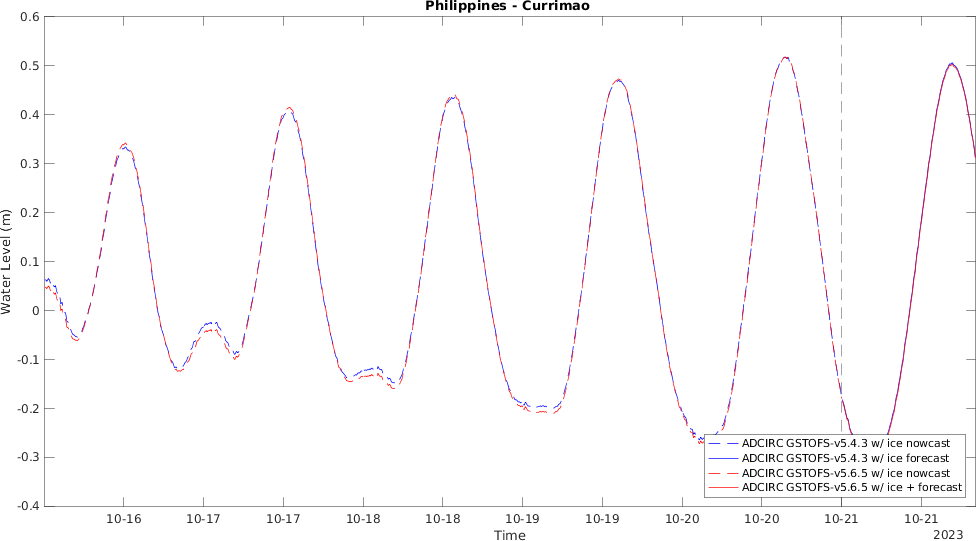 Philippines - Currimao
0.6
0.5
0.4
0.3
0.2
0.1
0
-0.1
-0.2
-0.3
-0.4
Water Level (m)
ADCIRC GSTOFS-v5.4.3 w/ ice nowcast
ADCIRC GSTOFS-v5.4.3 w/ ice forecast
ADCIRC GSTOFS-v5.6.5 w/ ice nowcast
ADCIRC GSTOFS-v5.6.5 w/ ice + forecast
10-16 10-17 10-17 10-18 10-18 10-19 10-19 10-20 10-20 10-21 10-21
Time
2023